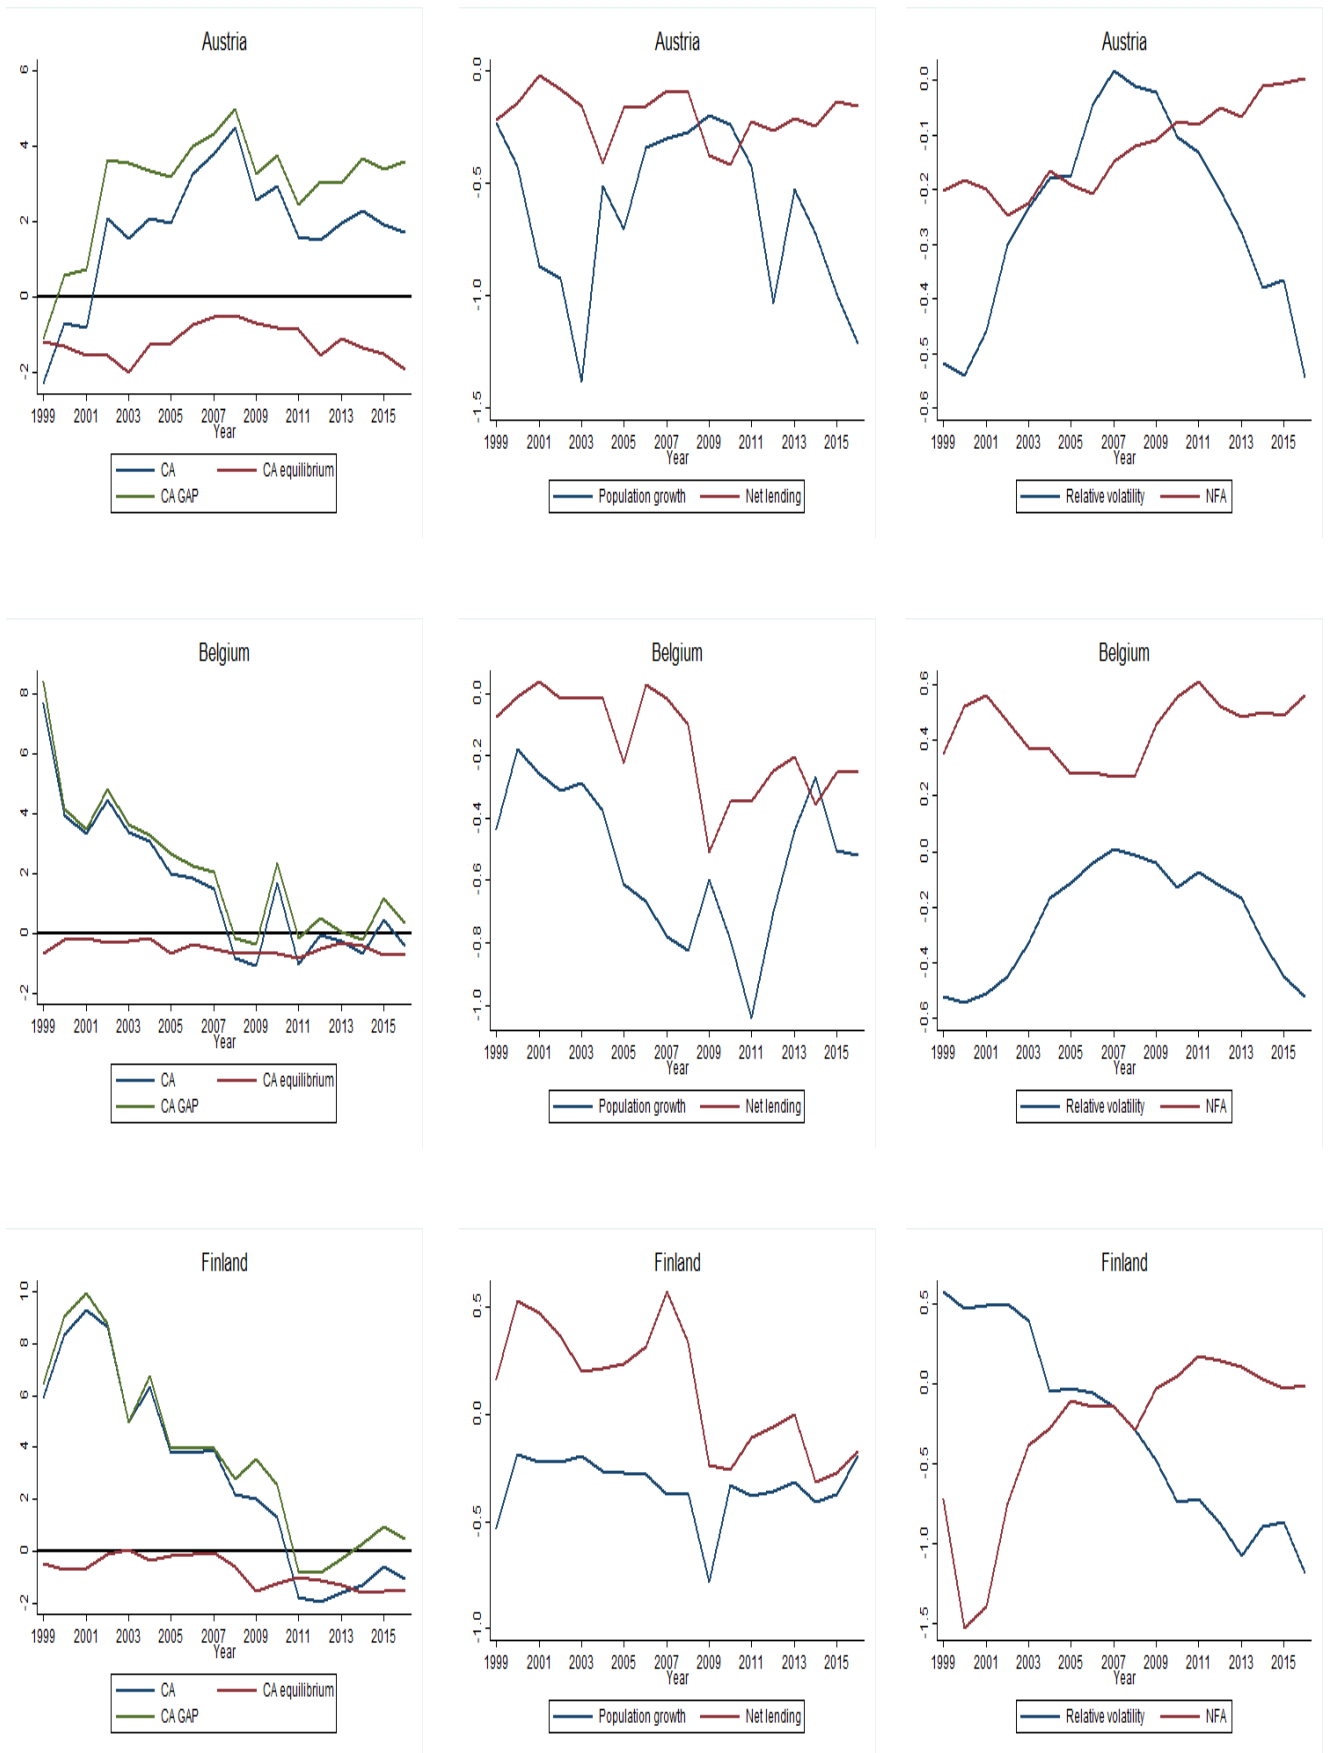 Austria
6
4
2
0
-2
1999 2001 2003 2005 2007 2009 2011 2013 2015
Year
CA CA equilibrium
CA GAP
Austria
0.0
-0.5
-1.0
-1.5
1999 2001 2003 2005 2007 2009 2011 2013 2015
Year
Population growth Net lending
Austria
0.0
-0.1
-0.2
-0.3
-0.4
-0.5
-0.6
1999 2001 2003 2005 2007 2009 2011 2013 2015
Year
Relative volatility NFA
Belgium
8
6
4
2
0
-2
1999 2001 2003 2005 2007 2009 2011 2013 2015
Year
CA CA equilibrium
CA GAP
Belgium
0.0
-0.2
-0.4
-0.6
-0.8
-1.0
1999 2001 2003 2005 2007 2009 2011 2013 2015
Year
Population growth Net lending
Belgium
0.6
0.4
0.2
0.0
-0.2
-0.4
-0.6
1999 2001 2003 2005 2007 2009 2011 2013 2015
Year
Relative volatility NFA
Finland
10
8
6
4
2
0
-2
1999 2001 2003 2005 2007 2009 2011 2013 2015
Year
CA CA equilibrium
CA GAP
Finland
0.5
0.0
-0.5
-1.0
1999 2001 2003 2005 2007 2009 2011 2013 2015
Year
Population growth Net lending
Finland
0.5
0.0
-0.5
-1.0
-1.5
1999 2001 2003 2005 2007 2009 2011 2013 2015
Year
Relative volatility NFA